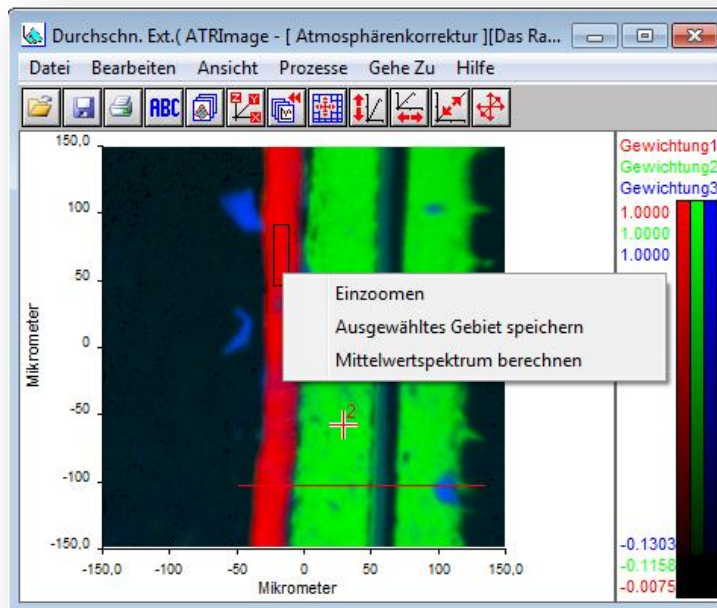 Durchschn. Ext.( ATRImage - [ Atmosphärenkorrektur ][Das Ra...
Datei Bearbeiten Ansicht Prozesse Gehe Zu Hilfe
ABC Z Y X
150,0
100
50
0
-50
-100
-150,0
Mikrometer
-150,0 -100 -50 0 50 100 150,0
Mikrometer
2
Einzoomen
Ausgewähltes Gebiet speichern
Mittelwertspektrum berechnen
Gewichtung1
Gewichtung2
Gewichtung3
1.0000
1.0000
1.0000
-0.1303
-0.1158
-0.0075